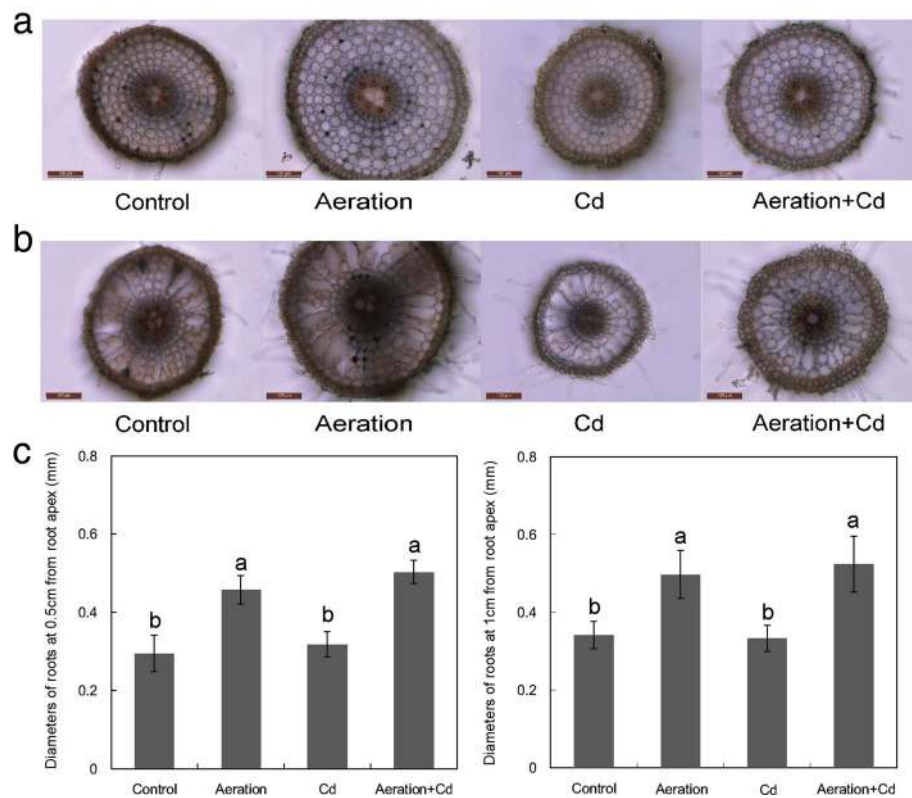 a
Control Aeration Cd Aeration+Cd
b
Control Aeration Cd Aeration+Cd
c
Diameters of roots at 0.5cm from root apex (mm)
0.8
0.6
0.4
0.2
0
b a b a
Control Aeration Cd Aeration+Cd
Diameters of roots at 1cm from root apex (mm)
0.8
0.6
0.4
0.2
0
b a b a
Control Aeration Cd Aeration+Cd